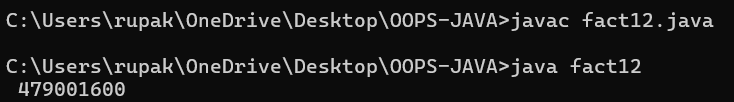 C:\Users\rupak\OneDrive\Desktop\OOPS-JAVA>javac fact12.java
C:\Users\rupak\OneDrive\Desktop\OOPS-JAVA>java fact12
479001600